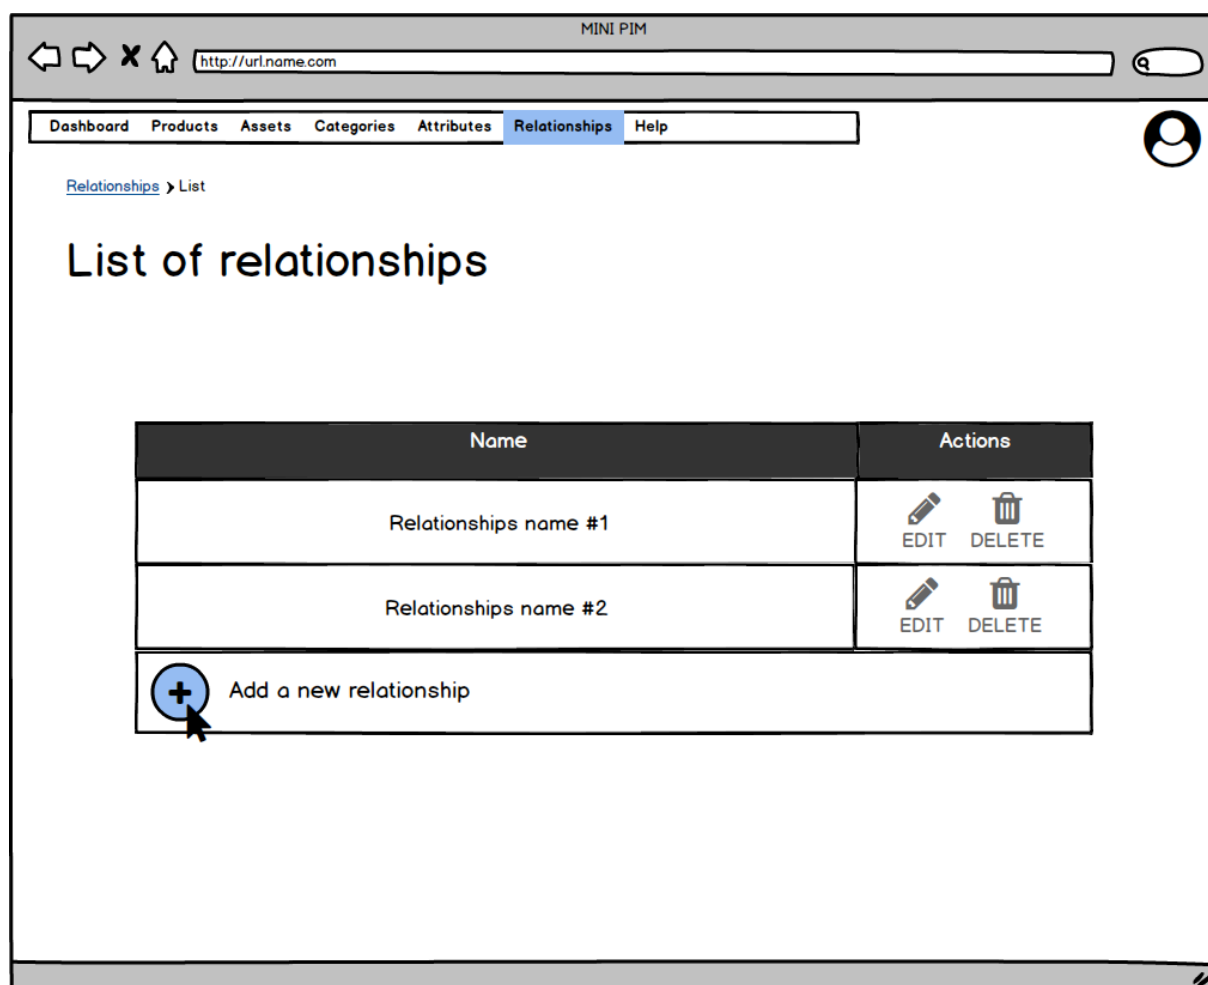 MINI PIM
http://url.name.com
Dashboard Products Assets Categories Attributes Relationships Help
Relationships ❯ List
List of relationships
Name Actions
Relationships name #1
EDIT DELETE
Relationships name #2
EDIT DELETE
Add a new relationship